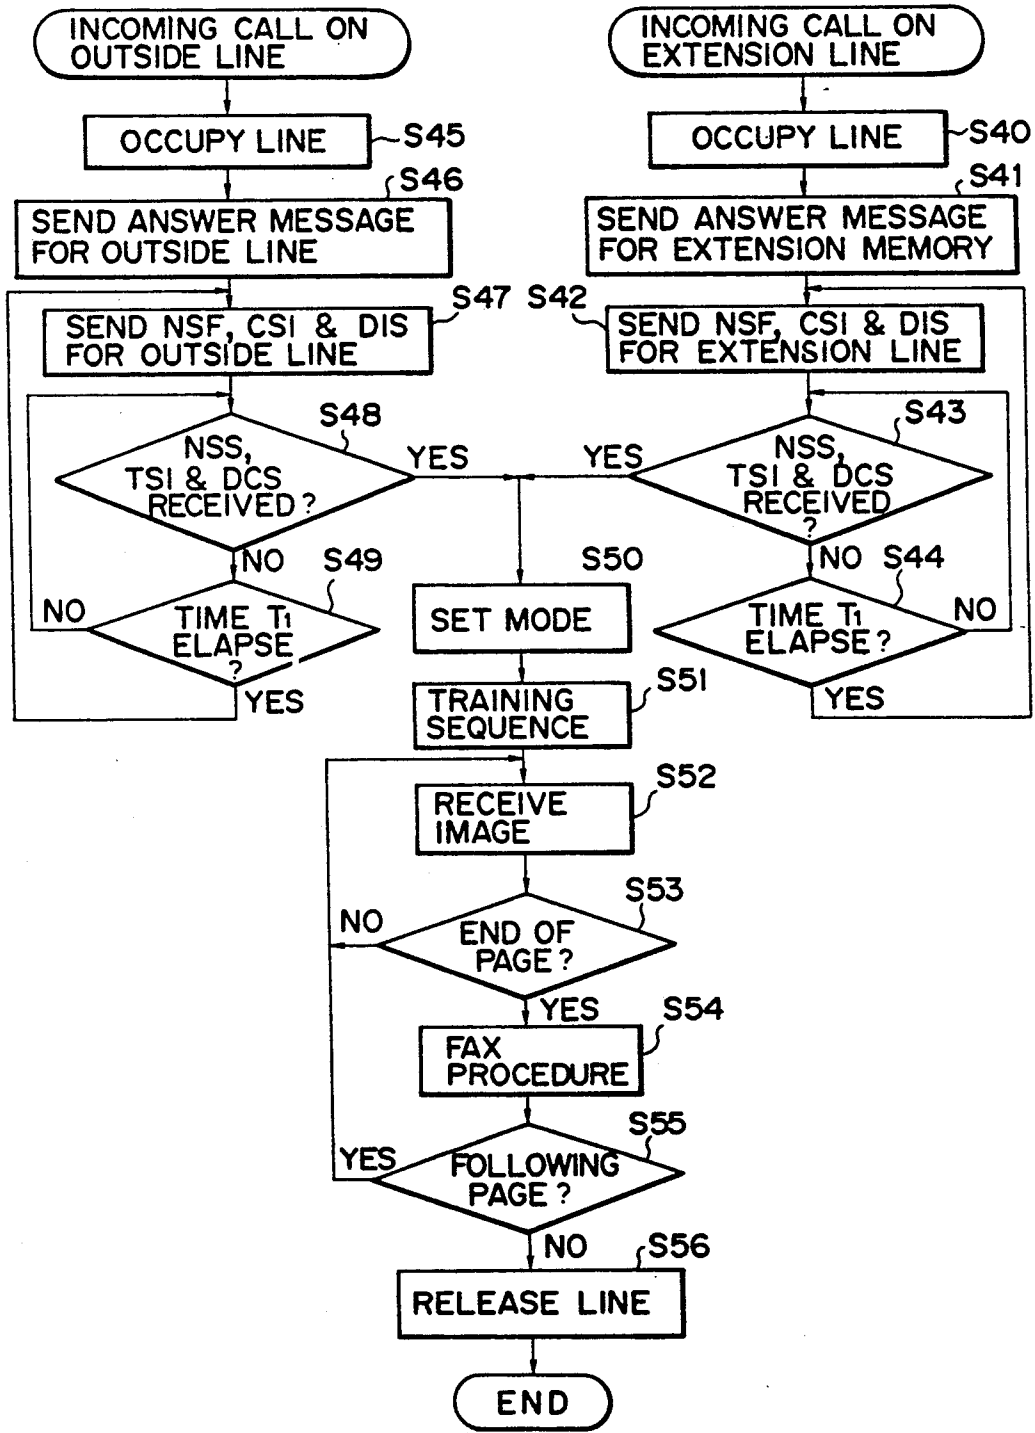 INCOMING CALL ON
OUTSIDE LINE
INCOMING CALL ON
EXTENSION LINE
OCCUPY LINE
S45
OCCUPY LINE
S40
S46
SEND ANSWER MESSAGE
FOR OUTSIDE LINE
S41
SEND ANSWER MESSAGE
FOR EXTENSION MEMORY
S47
SEND NSF, CSI & DIS
FOR OUTSIDE LINE
S42
SEND NSF, CSI & DIS
FOR EXTENSION LINE
S48
NSS,
TSI & DCS
RECEIVED ?
YES
NO
S43
NSS,
TSI & DCS
RECEIVED
?
YES
NO
S49
TIME T1
ELAPSE
?
NO
YES
S44
TIME T1
ELAPSE ?
NO
YES
S50
SET MODE
S51
TRAINING
SEQUENCE
S52
RECEIVE
IMAGE
S53
END OF
PAGE ?
NO
YES
S54
FAX
PROCEDURE
S55
FOLLOWING
PAGE ?
YES
NO
S56
RELEASE LINE
END